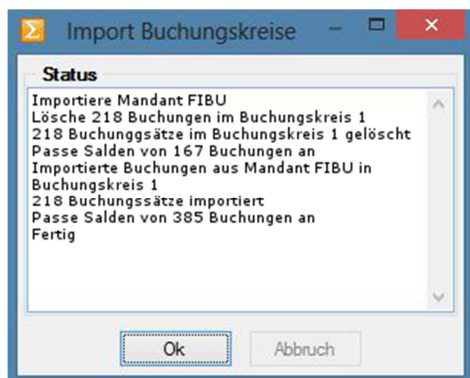 Σ Import Buchungskreise
Status
Importiere Mandant FIBU
Lösche 218 Buchungen im Buchungskreis 1
218 Buchunggsätze im Buchungskreis 1 gelöscht
Passe Salden von 167 Buchungen an
Importierte Buchungen aus Mandant FIBU in
Buchungskreis 1
218 Buchungssätze importiert
Passe Salden von 385 Buchungen an
Fertig
Ok Abbruch